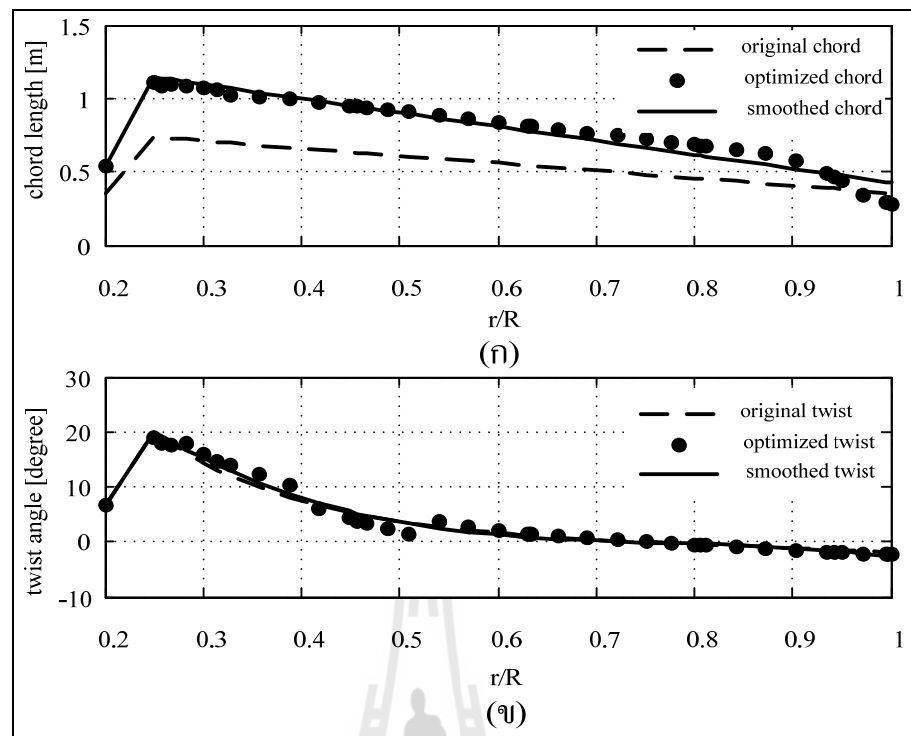 1.5
1
0.5
0
chord length [m]
original chord
optimized chord
smoothed chord
0.2 0.3 0.4 0.5 0.6 0.7 0.8 0.9 1
r/R
(ก)
30
20
10
0
-10
twist angle [degree]
original twist
optimized twist
smoothed twist
0.2 0.3 0.4 0.5 0.6 0.7 0.8 0.9 1
r/R
(ข)